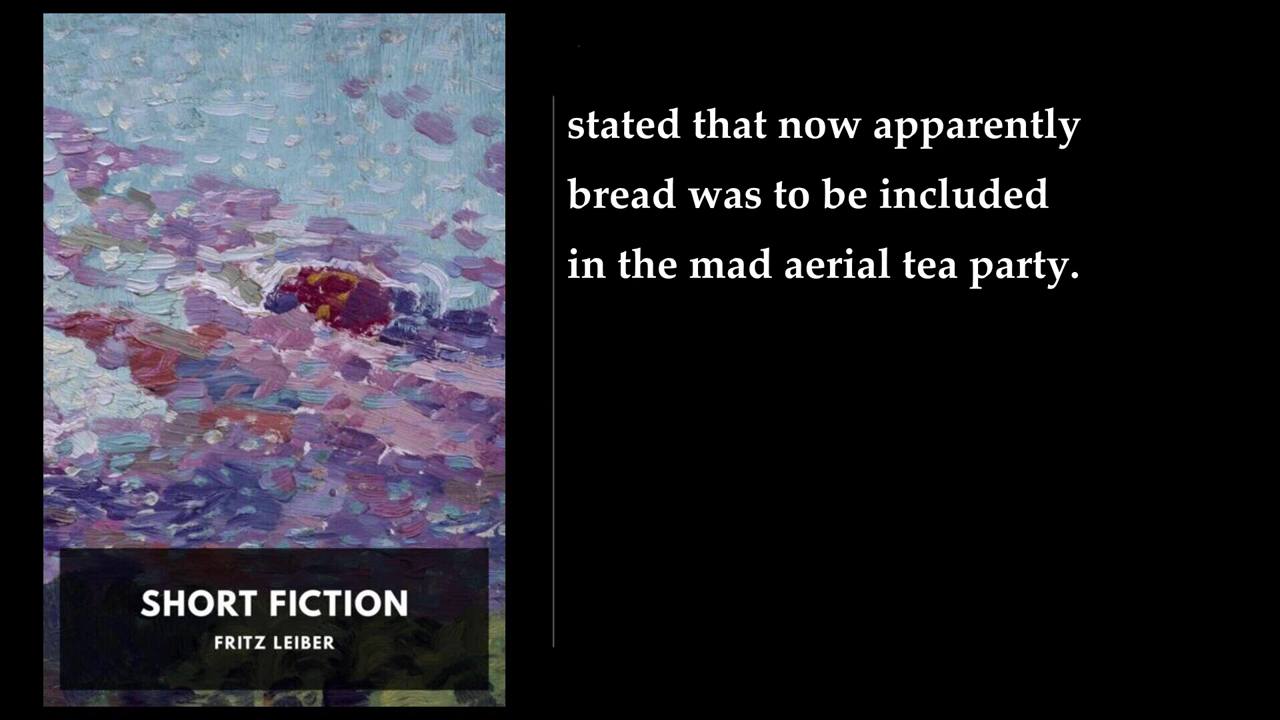 stated that now apparently
bread was to be included
in the mad aerial tea party.
SHORT FICTION
FRITZ LEIBER